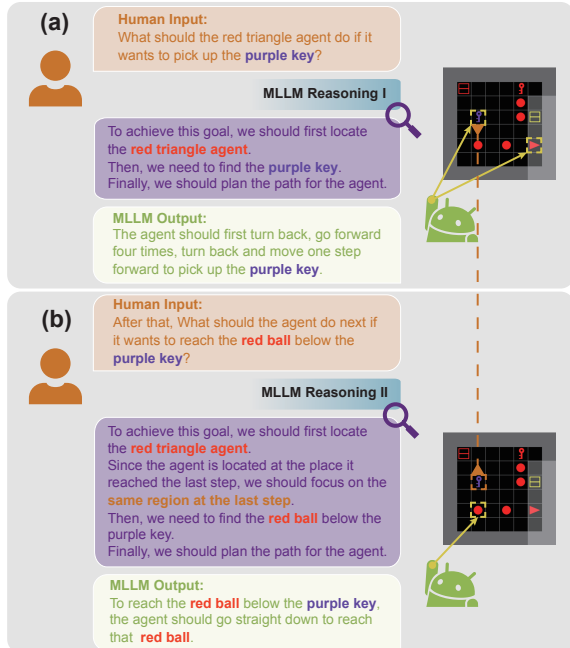 (a)
Human Input:
What should the red triangle agent do if it
wants to pick up the purple key?
MLLM Reasoning I
To achieve this goal, we should first locate
the red triangle agent.
Then, we need to find the purple key.
Finally, we should plan the path for the agent.
MLLM Output:
The agent should first turn back, go forward
four times, turn back and move one step
forward to pick up the purple key.
(b)
Human Input:
After that, What should the agent do next if
it wants to reach the red ball below the
purple key?
MLLM Reasoning II
To achieve this goal, we should first locate
the red triangle agent.
Since the agent is located at the place it
reached the last step, we should focus on the
same region at the last step.
Then, we need to find the red ball below the
purple key.
Finally, we should plan the path for the agent.
MLLM Output:
To reach the red ball below the purple key,
the agent should go straight down to reach
that red ball.